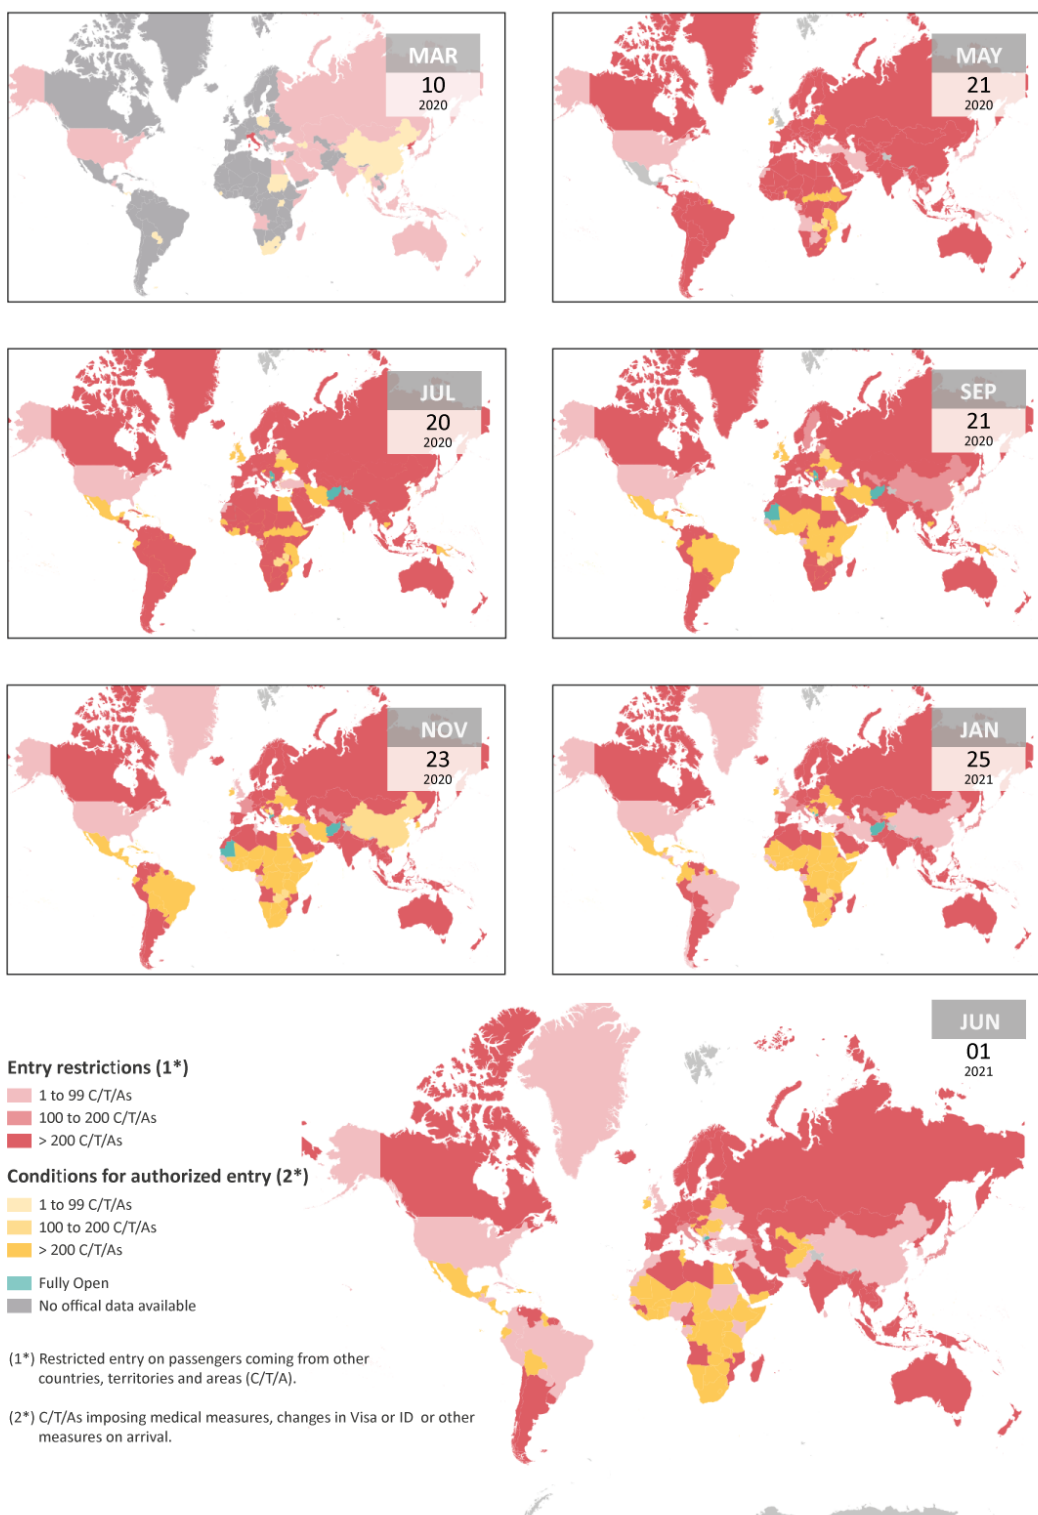 MAR
10
2020
MAY
21
2020
JUL
20
2020
SEP
21
2020
NOV
23
2020
JAN
25
2021
JUN
01
2021
Entry restrictions (1*)
1 to 99 C/T/As
100 to 200 C/T/As
> 200 C/T/As
Conditions for authorized entry (2*)
1 to 99 C/T/As
100 to 200 C/T/As
> 200 C/T/As
Fully Open
No offical data available
(1*) Restricted entry on passengers coming from other
countries, territories and areas (C/T/A).
(2*) C/T/As imposing medical measures, changes in Visa or ID or other
measures on arrival.